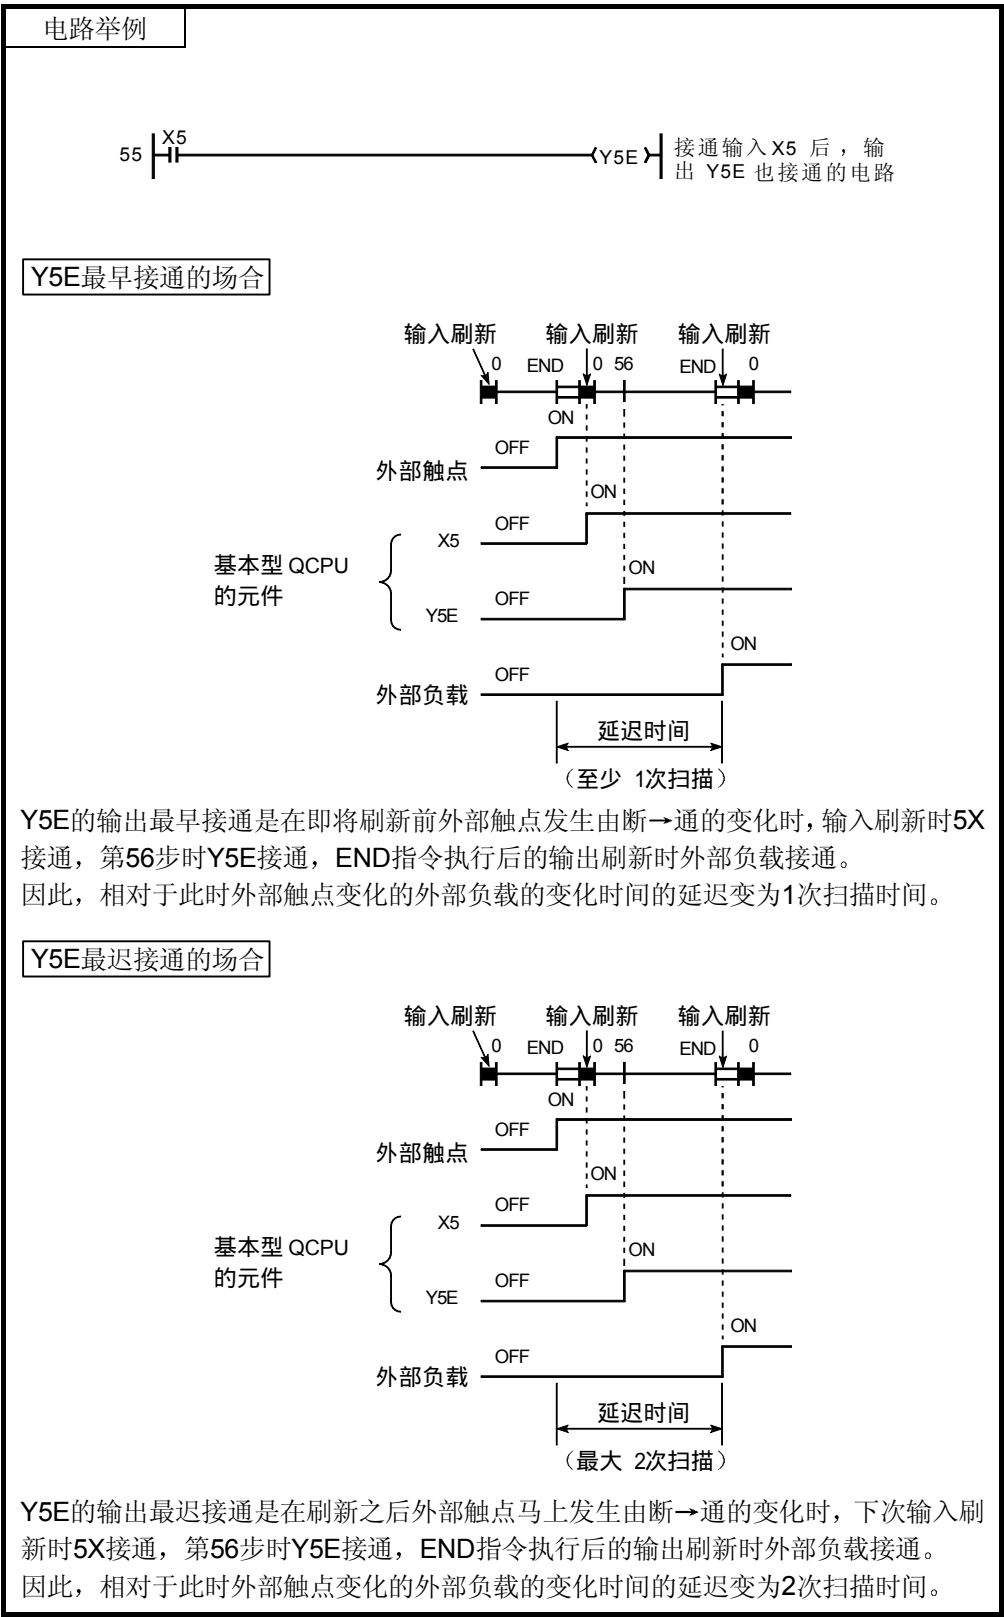 电路举例
X5
55
Y5E
接通输入X5 后，输
出 Y5E 也接通的电路
Y5E最早接通的场合
输入刷新 输入刷新 输入刷新
0 END 0 56 END 0
ON
OFF
外部触点
ON
OFF
X5
基本型 QCPU
的元件
ON
OFF
Y5E
ON
OFF
外部负载
延迟时间
（至少 1次扫描）
Y5E的输出最早接通是在即将刷新前外部触点发生由断→通的变化时，输入刷新时5X
接通，第56步时Y5E接通，END指令执行后的输出刷新时外部负载接通。
因此，相对于此时外部触点变化的外部负载的变化时间的延迟变为1次扫描时间。
Y5E最迟接通的场合
输入刷新 输入刷新 输入刷新
0 END 0 56 END 0
ON
OFF
外部触点
ON
OFF
X5
基本型 QCPU
的元件
ON
OFF
Y5E
ON
OFF
外部负载
延迟时间
（最大 2次扫描）
Y5E的输出最迟接通是在刷新之后外部触点马上发生由断→通的变化时，下次输入刷
新时5X接通，第56步时Y5E接通，END指令执行后的输出刷新时外部负载接通。
因此，相对于此时外部触点变化的外部负载的变化时间的延迟变为2次扫描时间。